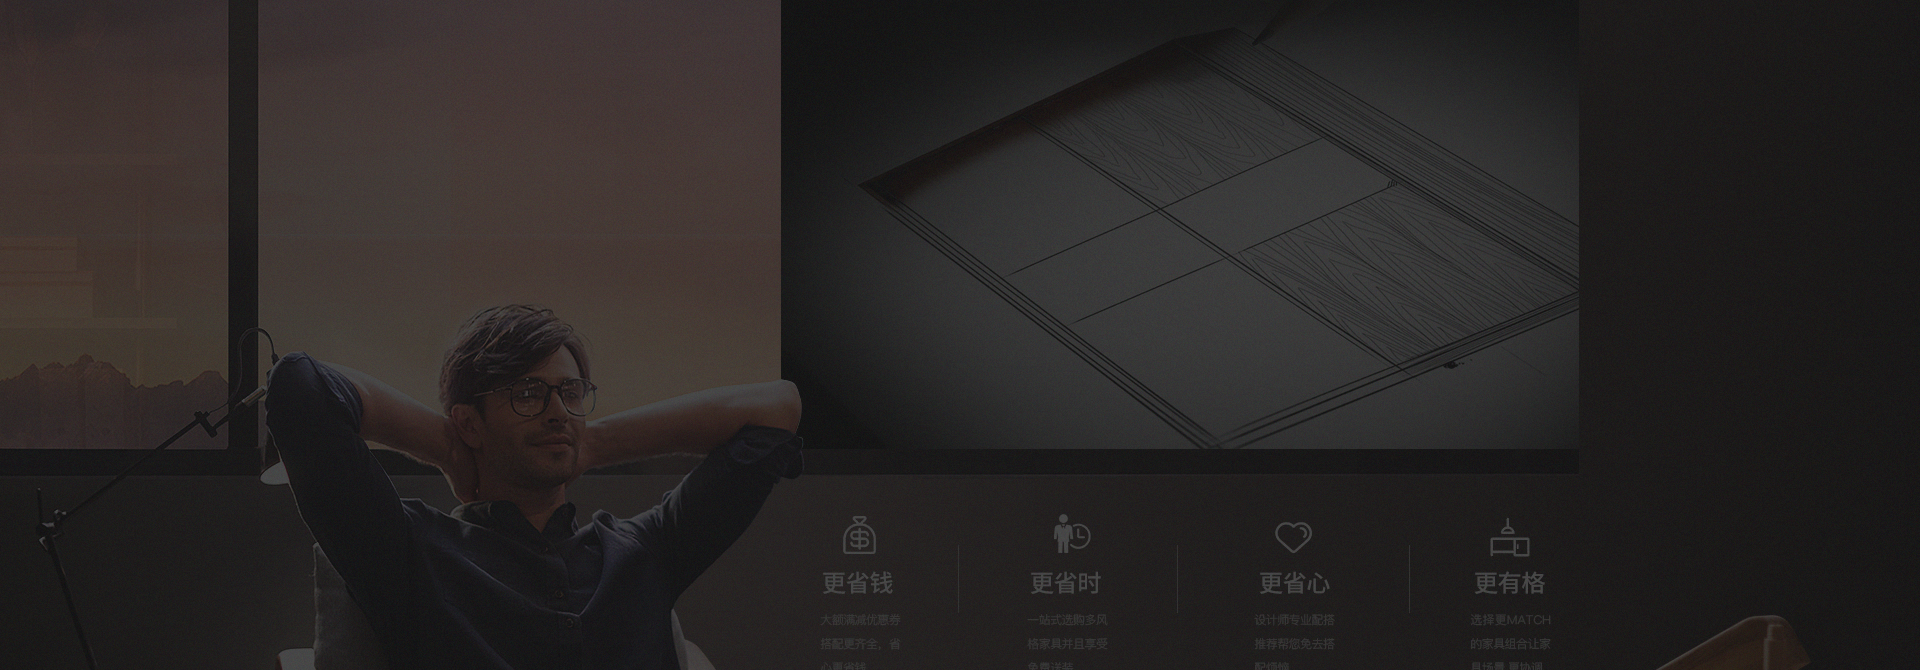 更省钱
大额满减优惠券
搭配更齐全，省
心更省钱
更省时
一站式选购多风
格家具并且享受
免费送装
更省心
设计师专业配搭
推荐帮您免去搭
配烦恼
更有格
选择更MATCH
的家具组合让家
具场景更协调